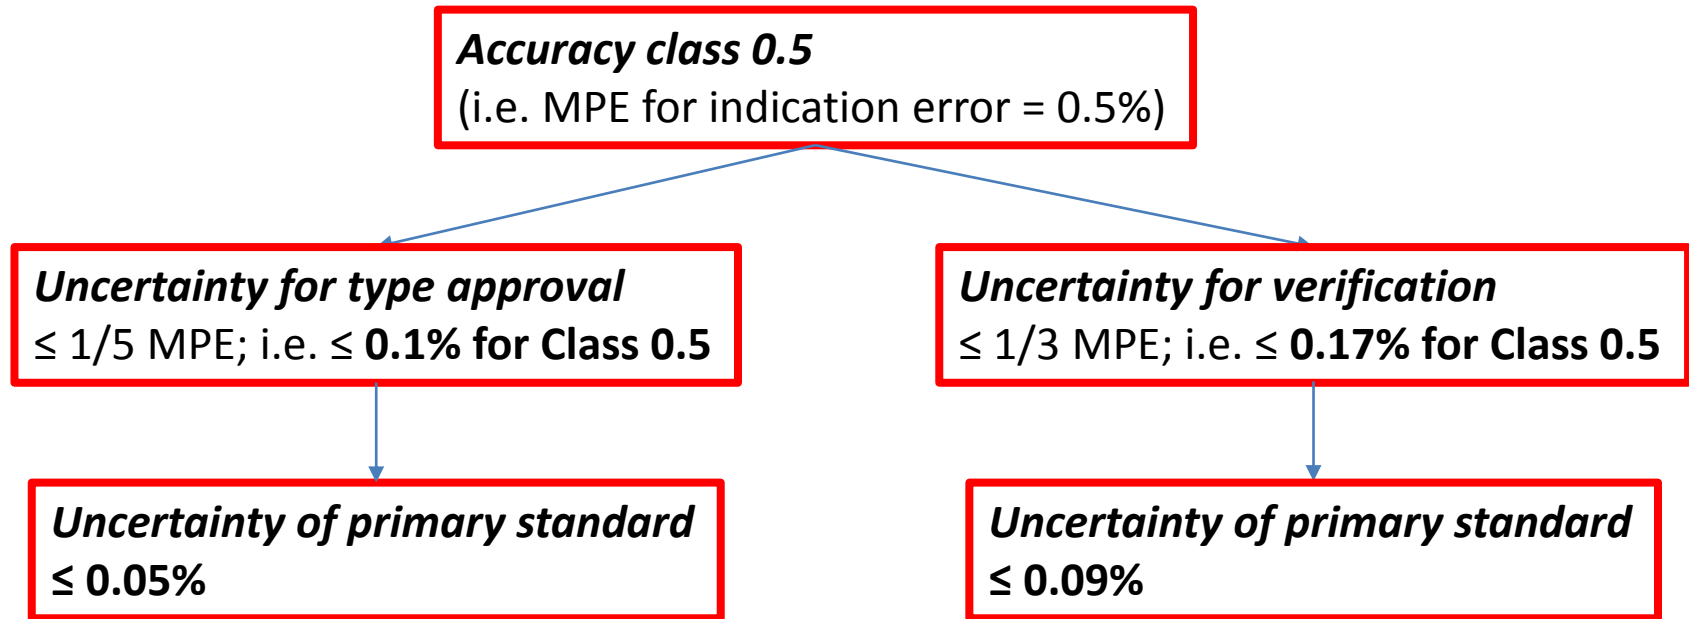 Accuracy class 0.5
(i.e. MPE for indication error = 0.5%)
Uncertainty for type approval
≤ 1/5 MPE; i.e. ≤ 0.1% for Class 0.5
Uncertainty for verification
≤ 1/3 MPE; i.e. ≤ 0.17% for Class 0.5
Uncertainty of primary standard
≤ 0.05%
Uncertainty of primary standard
≤ 0.09%